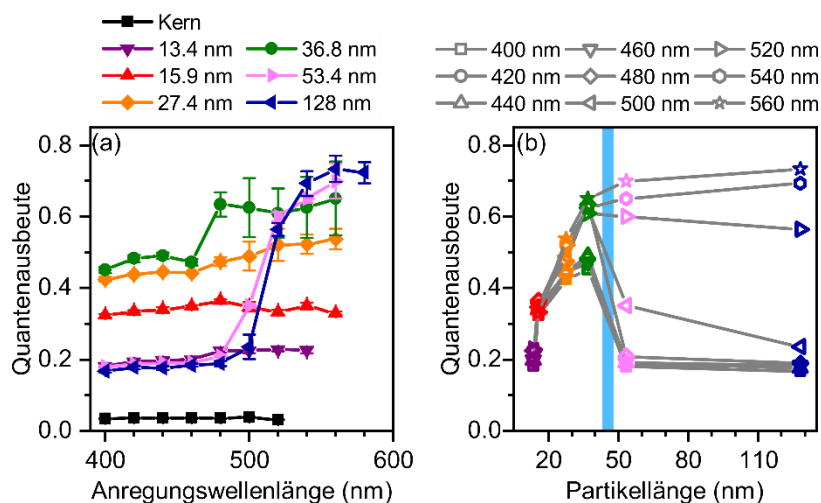 Kern
13.4 nm
36.8 nm
15.9 nm
53.4 nm
27.4 nm
128 nm
400 nm
460 nm
520 nm
420 nm
480 nm
540 nm
440 nm
500 nm
560 nm
(a)
Quantenausbeute
0.8
0.6
0.4
0.2
0.0
400
500
600
Anregungswellenlänge (nm)
(b)
Quantenausbeute
0.8
0.6
0.4
0.2
0.0
20
50
80
110
Partikellänge (nm)